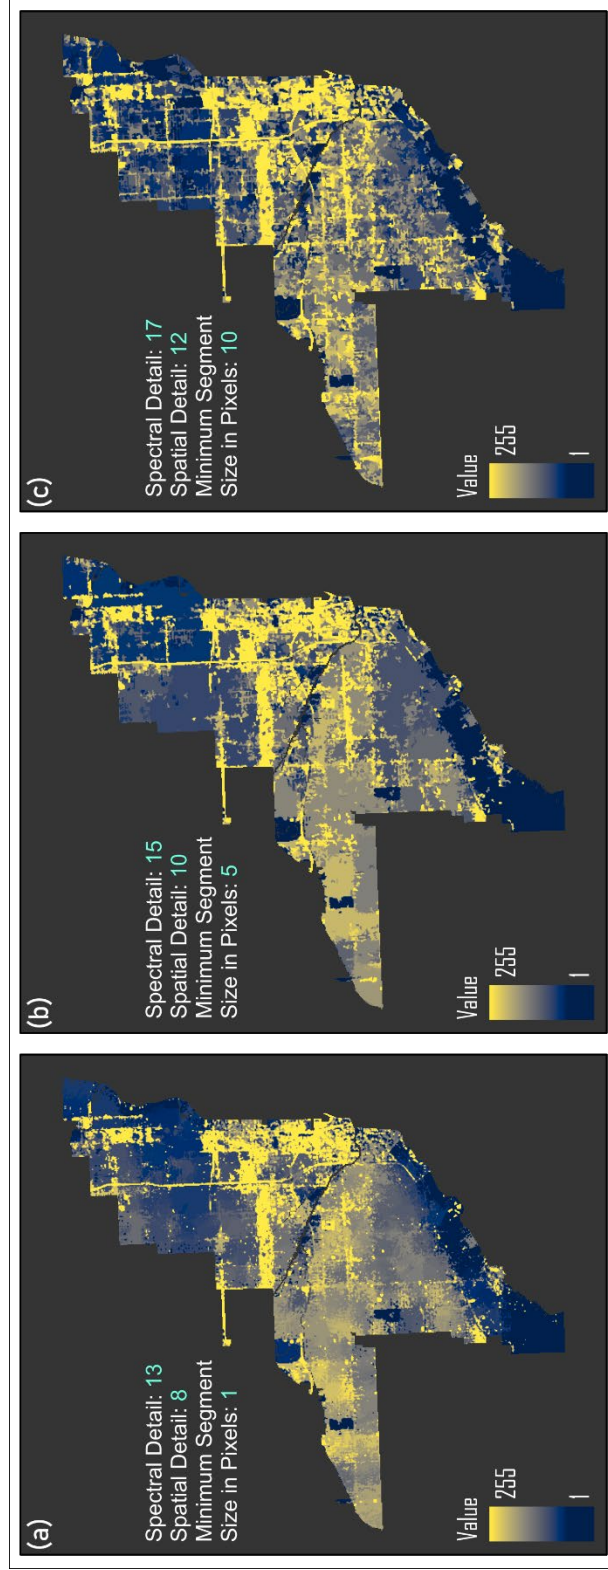 (a)
Spectral Detail: 13
Spatial Detail: 8
Minimum Segment
Size in Pixels: 1
Value
255
1
(b)
Spectral Detail: 15
Spatial Detail: 10
Minimum Segment
Size in Pixels: 5
Value
255
1
(c)
Spectral Detail: 17
Spatial Detail: 12
Minimum Segment
Size in Pixels: 10
Value
255
1